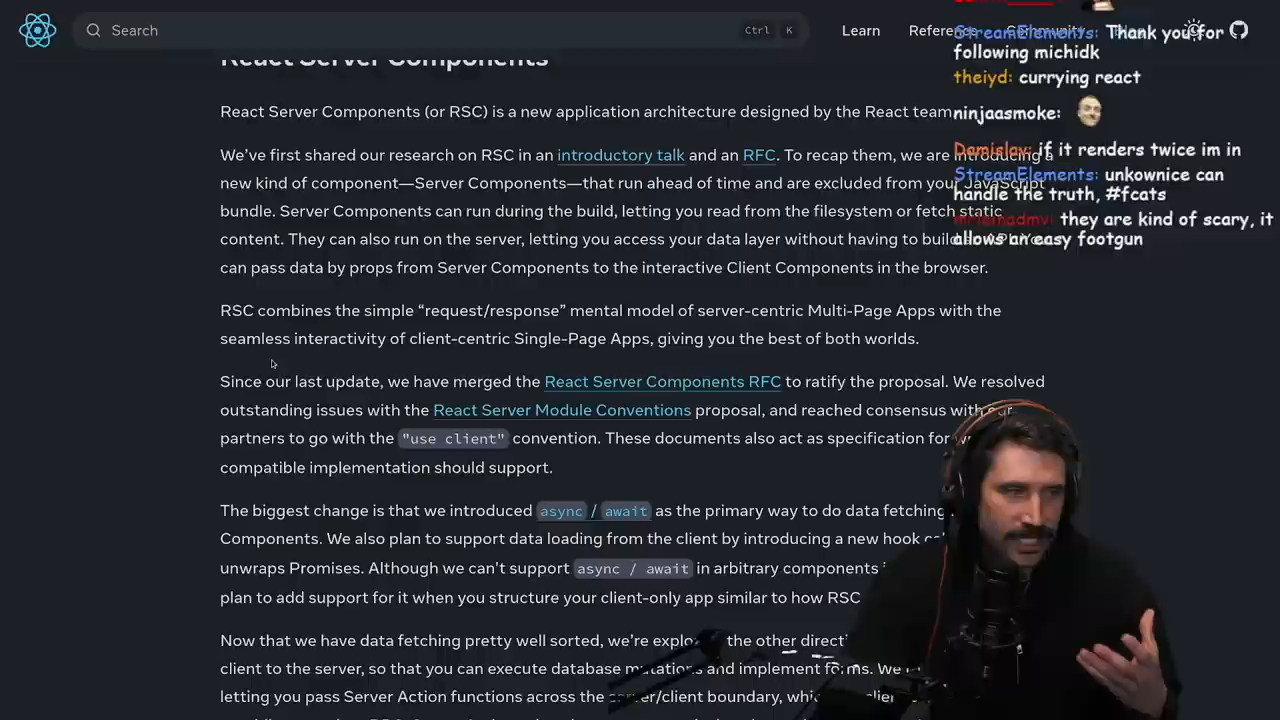 Search
Ctrl K
Learn
Reference
Community
React Server Components
React Server Components (or RSC) is a new application architecture designed by the React team.
We’ve first shared our research on RSC in an introductory talk and an RFC. To recap them, we are introducing a
new kind of component—Server Components—that run ahead of time and are excluded from your JavaScript
bundle. Server Components can run during the build, letting you read from the filesystem or fetch static
content. They can also run on the server, letting you access your data layer without having to build
can pass data by props from Server Components to the interactive Client Components in the browser.
RSC combines the simple “request/response” mental model of server-centric Multi-Page Apps with the
seamless interactivity of client-centric Single-Page Apps, giving you the best of both worlds.
Since our last update, we have merged the React Server Components RFC to ratify the proposal. We resolved
outstanding issues with the React Server Module Conventions proposal, and reached consensus with our
partners to go with the "use client" convention. These documents also act as specification for
compatible implementation should support.
The biggest change is that we introduced async / await as the primary way to do data fetching
Components. We also plan to support data loading from the client by introducing a new hook
unwraps Promises. Although we can't support async / await in arbitrary components
plan to add support for it when you structure your client-only app similar to how RSC
Now that we have data fetching pretty well sorted, we’re the other
client to the server, so that you can execute database mutations and implement forms. We
letting you pass Server Action functions across the server/client boundary,
StreamElements: Thank you for
following michidk
theiyd: currying react
ninjaasmoke:
Damislav: if it renders twice im in
StreamElements: unkownice can
handle the truth, #fcats
they are kind of scary, it
allows an easy footgun